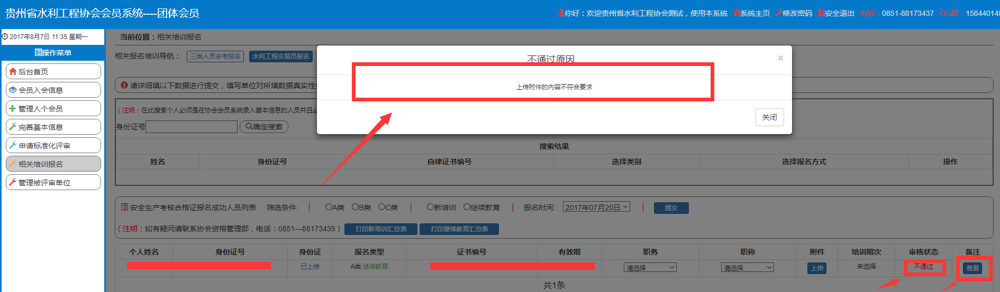 贵州省水利工程协会会员系统----团体会员
你好：欢迎贵州省水利工程协会测试，使用本系统 系统主页 修改密码 安全退出 电话：0851-88173437 QQ群：15844014
2017年8月7日 11:35 星期一
操作菜单
后台首页
会员入会信息
管理人个会员
完善基本信息
申请标准化评审
相关培训报名
管理被评审单位
当前位置：相关培训报名
相关报名培训导航： 三类人员安考报名 水利工程交易员报名
请详细填以下数据进行提交，填写单位对所填数据真实性
不通过原因 ×
上传附件的内容不符合要求
关闭
（注明：在此搜索个人必须是在协会会员系统录入基本信息的人员并且必
身份证号 确定搜索
搜索结果
姓名 身份证号 自律证书编号 选择类别 选择报名方式 操作
安全生产考核合格证报名成功人员列表 筛选条件: A类 B类 C类 新培训 继续教育 报名时间: 2017年07月20日 提交
（注明：如有疑问请联系协会资格管理部，电话：0851—88173439） 打印新培训汇总表 打印继续教育汇总表
个人姓名 身份证号 身份证 报名类型 证书编号 有效期 职务 职称 附件 培训期次 审核状态 备注
已上传 A类 继续教育 请选择 请选择 上传 未选择 不通过 查看
共1条